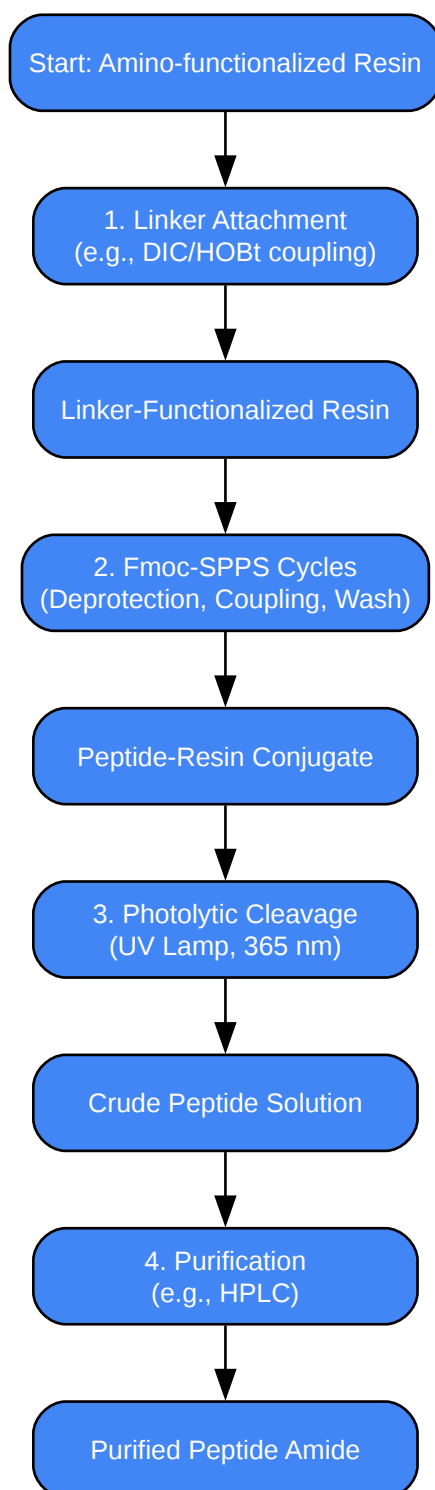 Start: Amino-functionalized Resin
1. Linker Attachment
(e.g., DIC/HOBt coupling)
Linker-Functionalized Resin
2. Fmoc-SPPS Cycles
(Deprotection, Coupling, Wash)
Peptide-Resin Conjugate
3. Photolytic Cleavage
(UV Lamp, 365 nm)
Crude Peptide Solution
4. Purification
(e.g., HPLC)
Purified Peptide Amide